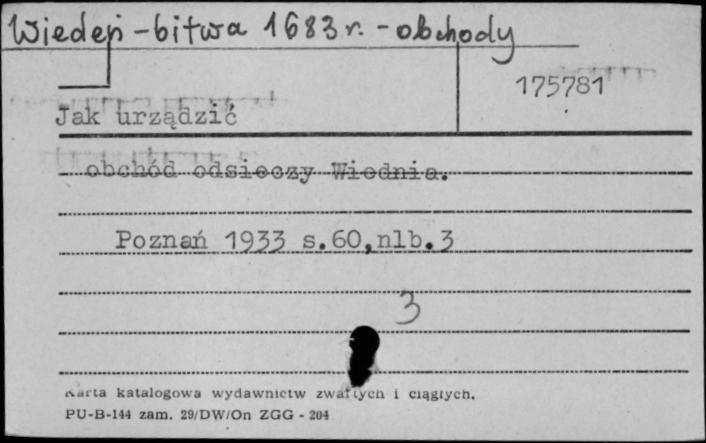 Wiedeń - bitwa 1683 r. - obchody
175781
Jak urządzić
obchód odsieczy Wiednia.
Poznań 1933 s.60,nlb.3
3
Karta katalogowa wydawnictw zwartych i ciągłych.
PU-B-144 zam. 29/DW/On ZGG - 204